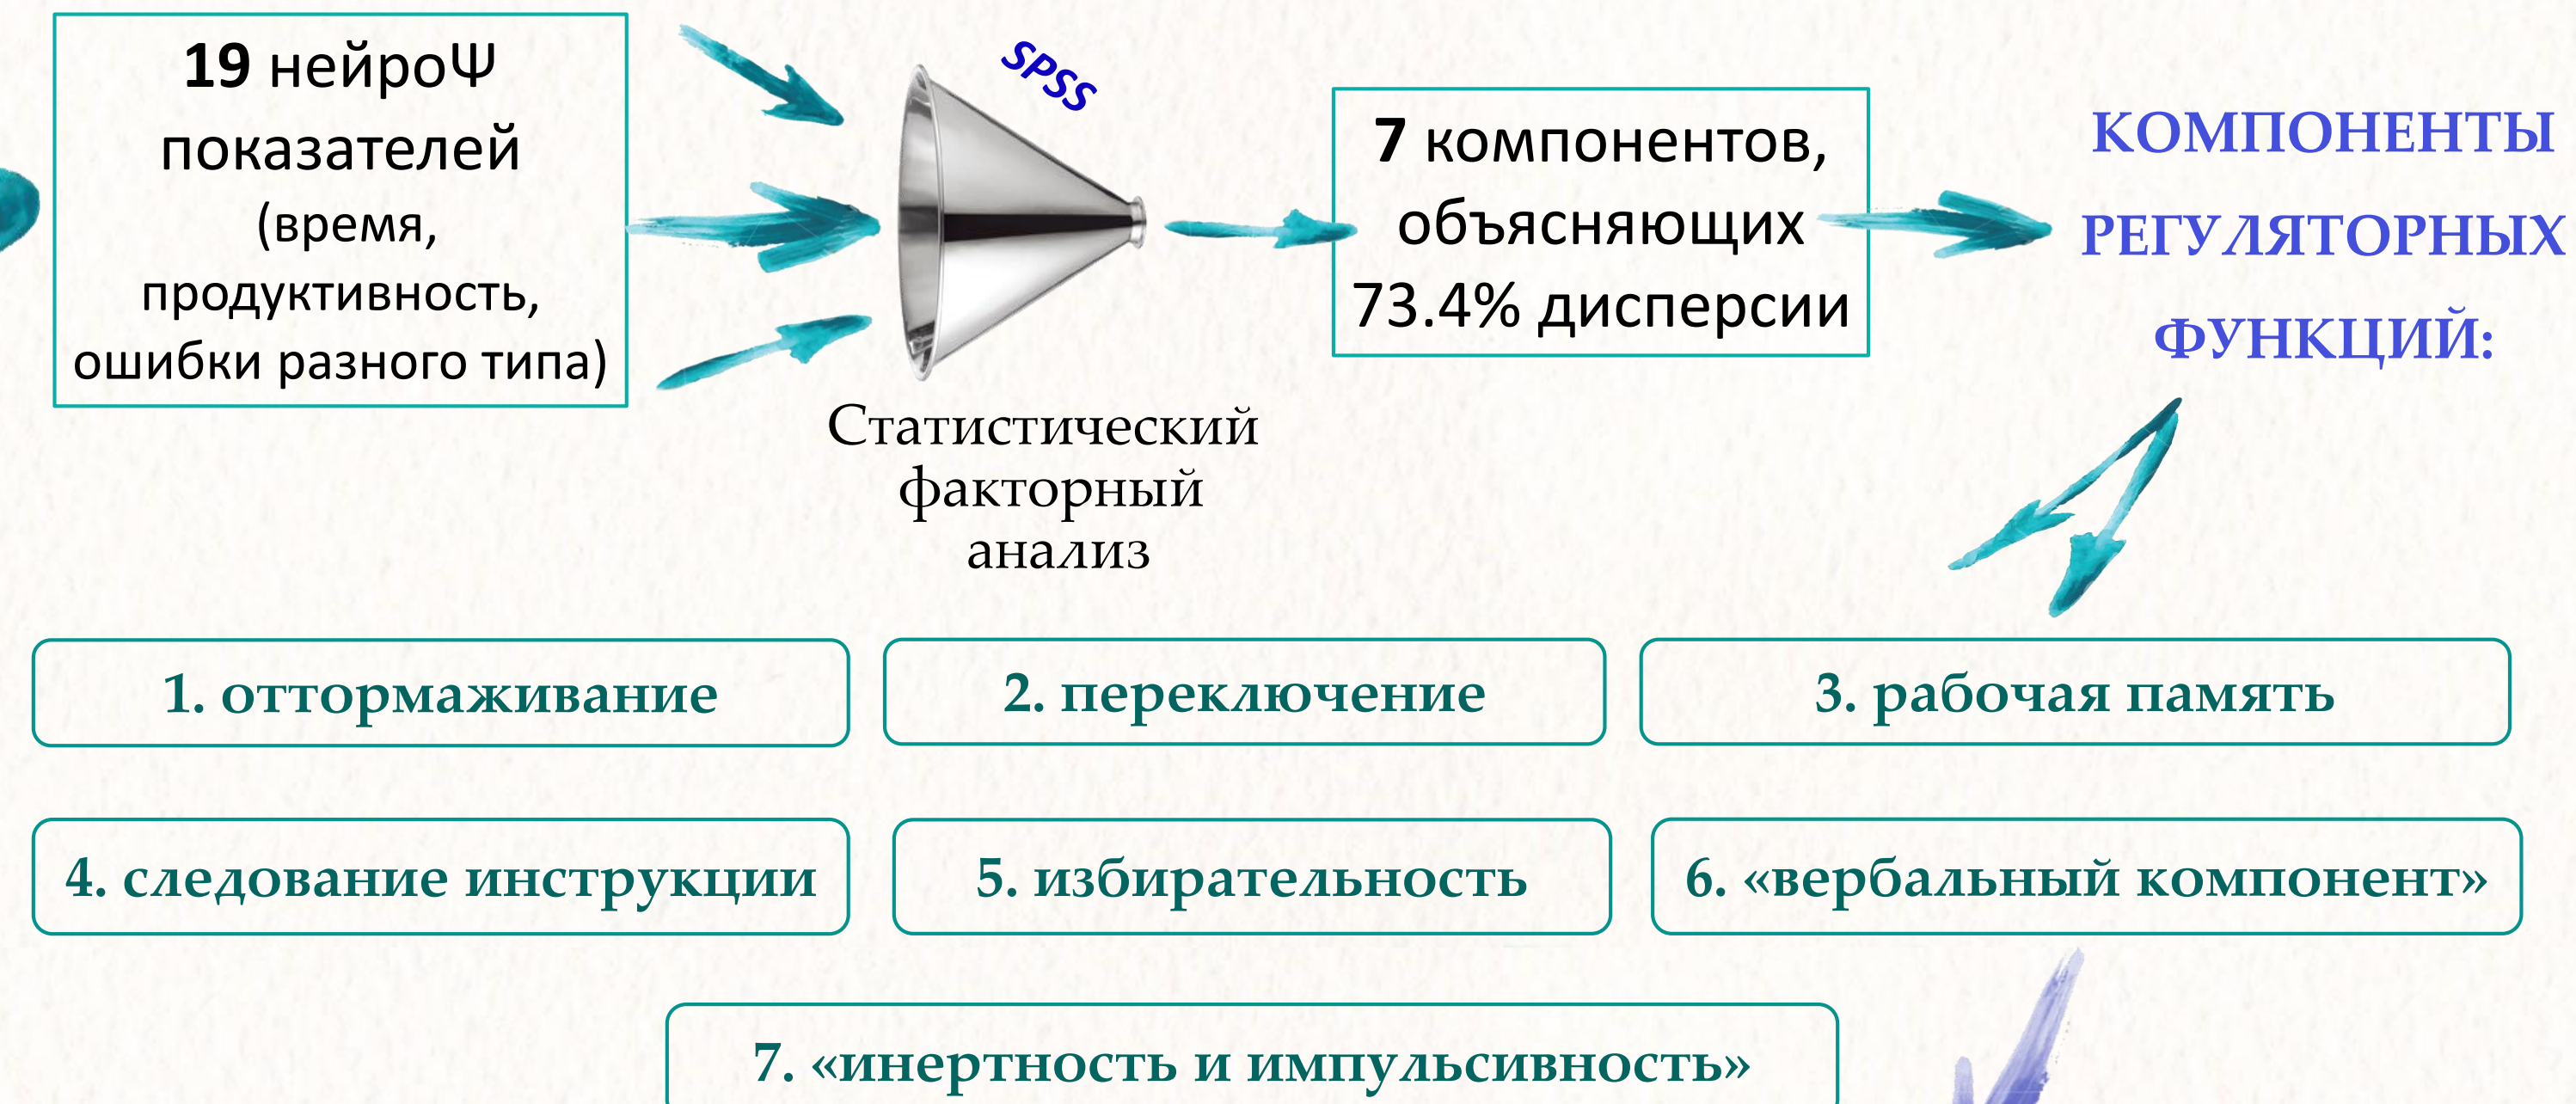 19 нейроΨ
показателей
(время,
продуктивность,
ошибки разного типа)
SPSS
Статистический
факторный
анализ
7 компонентов,
объясняющих
73.4% дисперсии
КОМПОНЕНТЫ
РЕГУЛЯТОРНЫХ
ФУНКЦИЙ:
1. оттормаживание
2. переключение
3. рабочая память
4. следование инструкции
5. избирательность
6. «вербальный компонент»
7. «инертность и импульсивность»